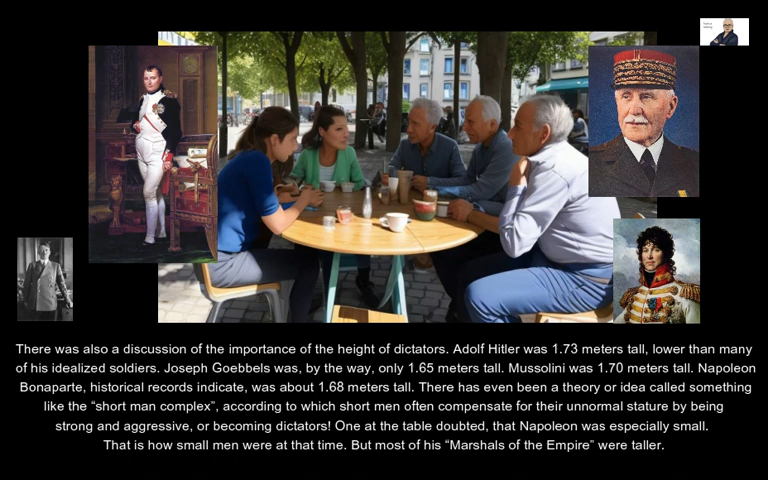 There was also a discussion of the importance of the height of dictators. Adolf Hitler was 1.73 meters tall, lower than many
of his idealized soldiers. Joseph Goebbels was, by the way, only 1.65 meters tall. Mussolini was 1.70 meters tall. Napoleon
Bonaparte, historical records indicate, was about 1.68 meters tall. There has even been a theory or idea called something
like the “short man complex”, according to which short men often compensate for their unnormal stature by being
strong and aggressive, or becoming dictators! One at the table doubted, that Napoleon was especially small.
That is how small men were at that time. But most of his “Marshals of the Empire” were taller.